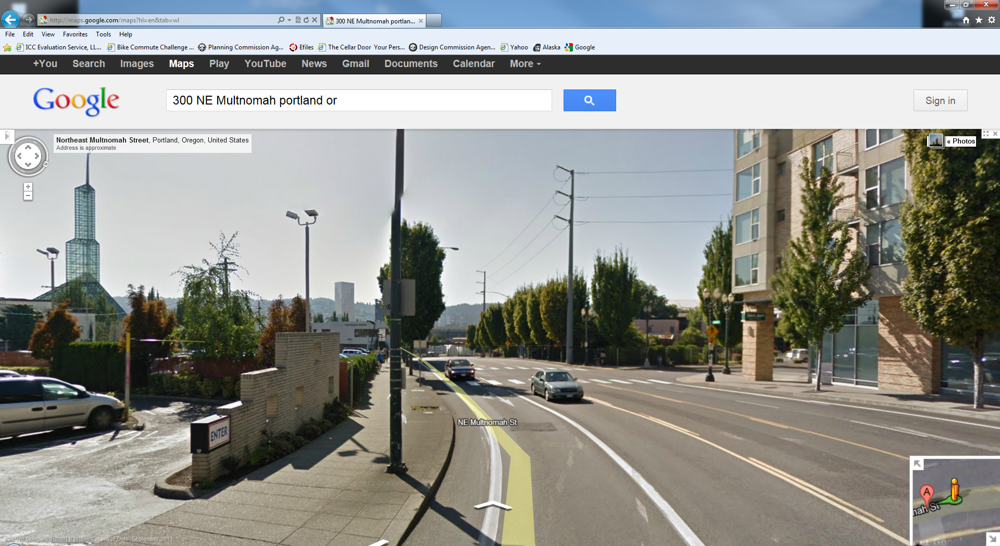 http://maps.google.com/maps?hl=en&tab=wl
300 NE Multnomah portlan...
File Edit View Favorites Tools Help
ICC Evaluation Service, LL... Bike Commute Challenge ... Planning Commission Ag... Efiles The Cellar Door Your Pers... Design Commission Agen... Yahoo Alaska Google
+You Search Images Maps Play YouTube News Gmail Documents Calendar More
Google 300 NE Multnomah portland or Sign in
Northeast Multnomah Street, Portland, Oregon, United States
Address is approximate
« Photos
N
ENTER
NE Multnomah St
© 2012 Google
2012 Google
A
nah St
© 2012 Google Report a problem Image Date: September 2011